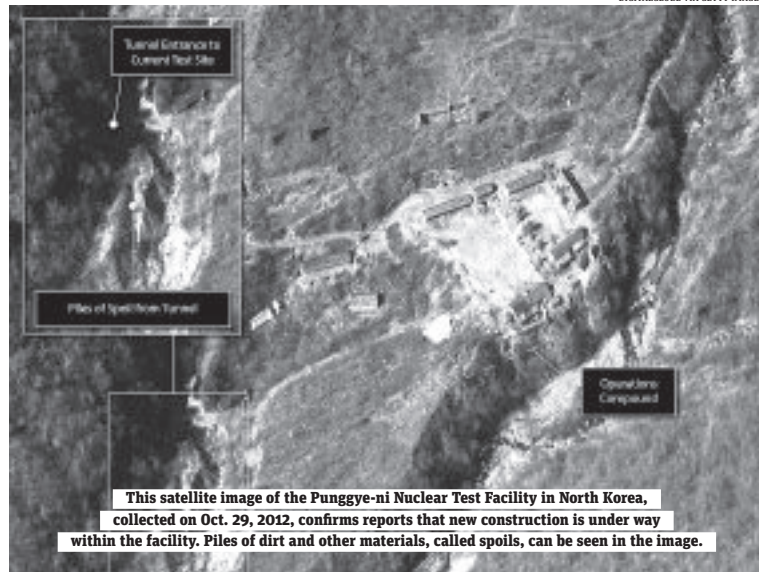 Tunnel Entrance to
Current Test Site
Piles of Spoil from Tunnel
Operations
Compound
This satellite image of the Punggye-ni Nuclear Test Facility in North Korea,
collected on Oct. 29, 2012, confirms reports that new construction is under way
within the facility. Piles of dirt and other materials, called spoils, can be seen in the image.